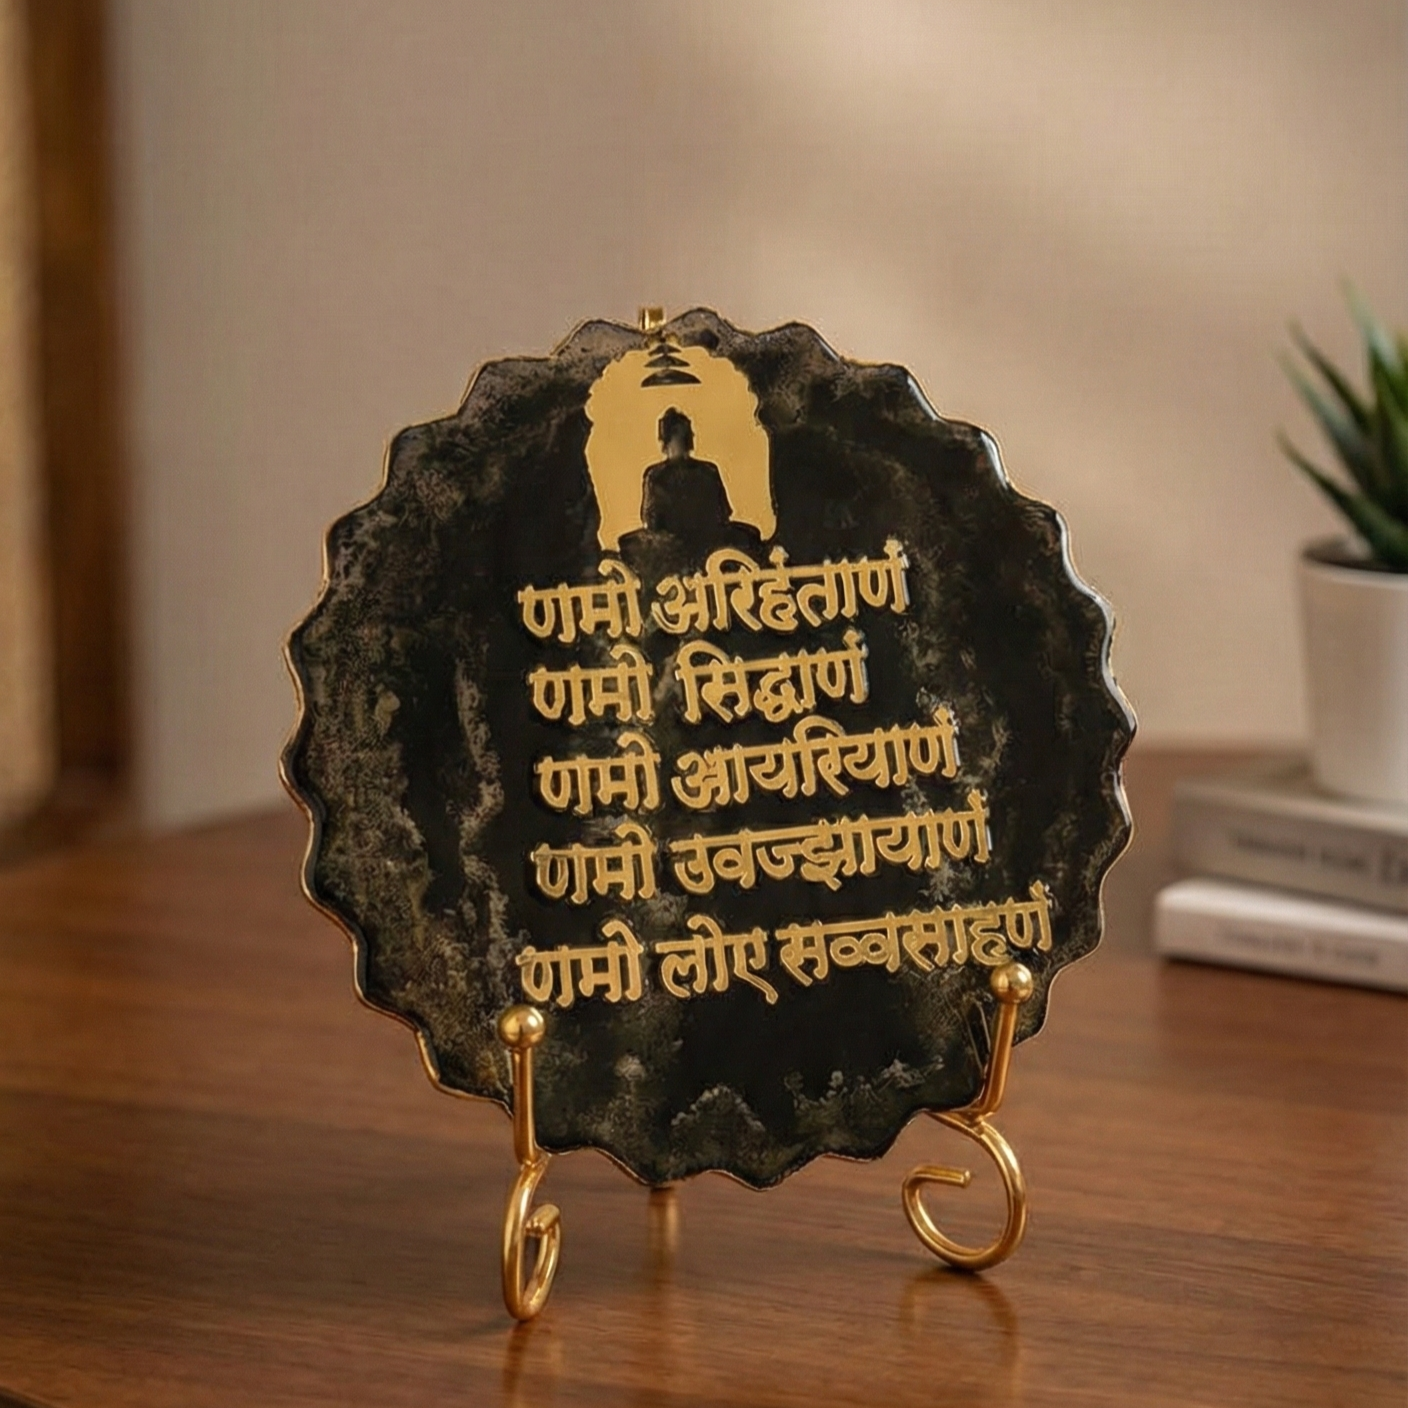 णमो अरिहंताणं
णमो सिद्धाणं
णमो आयरियाणं
णमो उवज्झायाणं
णमो लोए सव्वसाहूणं